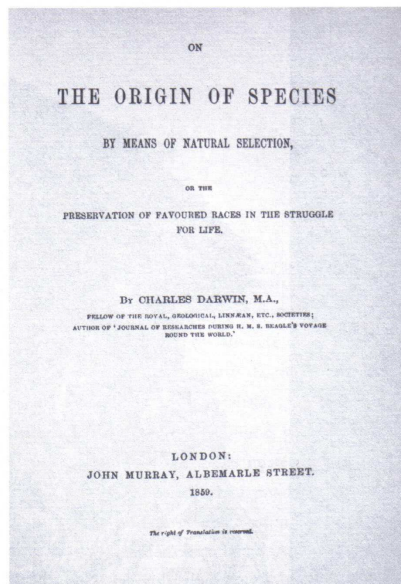 ON
THE ORIGIN OF SPECIES
BY MEANS OF NATURAL SELECTION,
OR THE
PRESERVATION OF FAVOURED RACES IN THE STRUGGLE
FOR LIFE.
BY CHARLES DARWIN, M.A.,
FELLOW OF THE ROYAL, GEOLOGICAL, LINNÆAN, ETC., SOCIETIES;
AUTHOR OF ‘JOURNAL OF RESEARCHES DURING H. M. S. BEAGLE’S VOYAGE
ROUND THE WORLD.’
LONDON:
JOHN MURRAY, ALBEMARLE STREET.
1859.
The right of Translation is reserved.